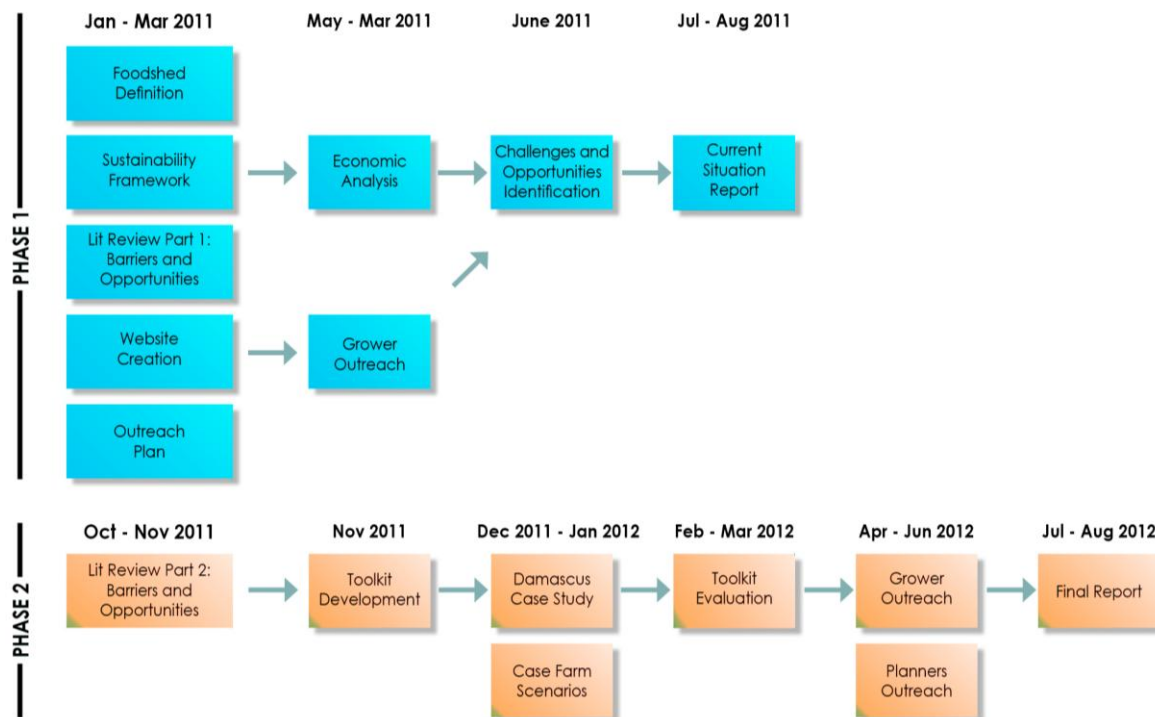 PHASE 1
Jan - Mar 2011
May - Mar 2011
June 2011
Jul - Aug 2011
Foodshed
Definition
Sustainability
Framework
Economic
Analysis
Challenges and
Opportunities
Identification
Current
Situation
Report
Lit Review Part 1:
Barriers and
Opportunities
Website
Creation
Grower
Outreach
Outreach
Plan
PHASE 2
Oct - Nov 2011
Nov 2011
Dec 2011 - Jan 2012
Feb - Mar 2012
Apr - Jun 2012
Jul - Aug 2012
Lit Review Part 2:
Barriers and
Opportunities
Toolkit
Development
Damascus
Case Study
Toolkit
Evaluation
Grower
Outreach
Final Report
Case Farm
Scenarios
Planners
Outreach